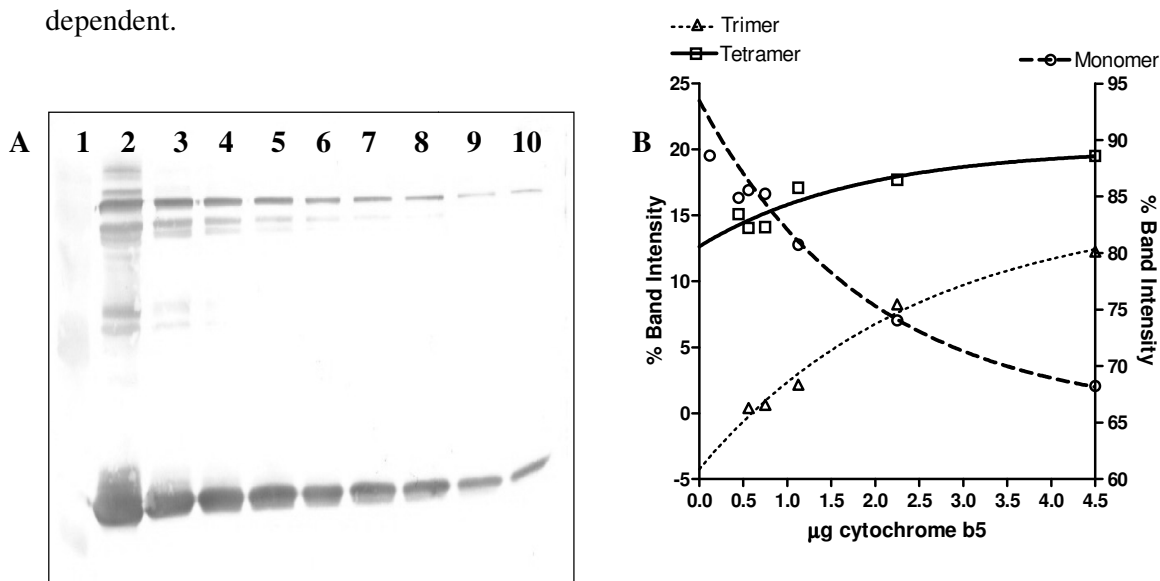 dependent.
A
1 2 3 4 5 6 7 8 9 10
B
Trimer
Tetramer
Monomer
% Band Intensity
25
20
15
10
5
0
-5
95
90
85
80
75
70
65
60
% Band Intensity
0.0 0.5 1.0 1.5 2.0 2.5 3.0 3.5 4.0 4.5
µg cytochrome b5